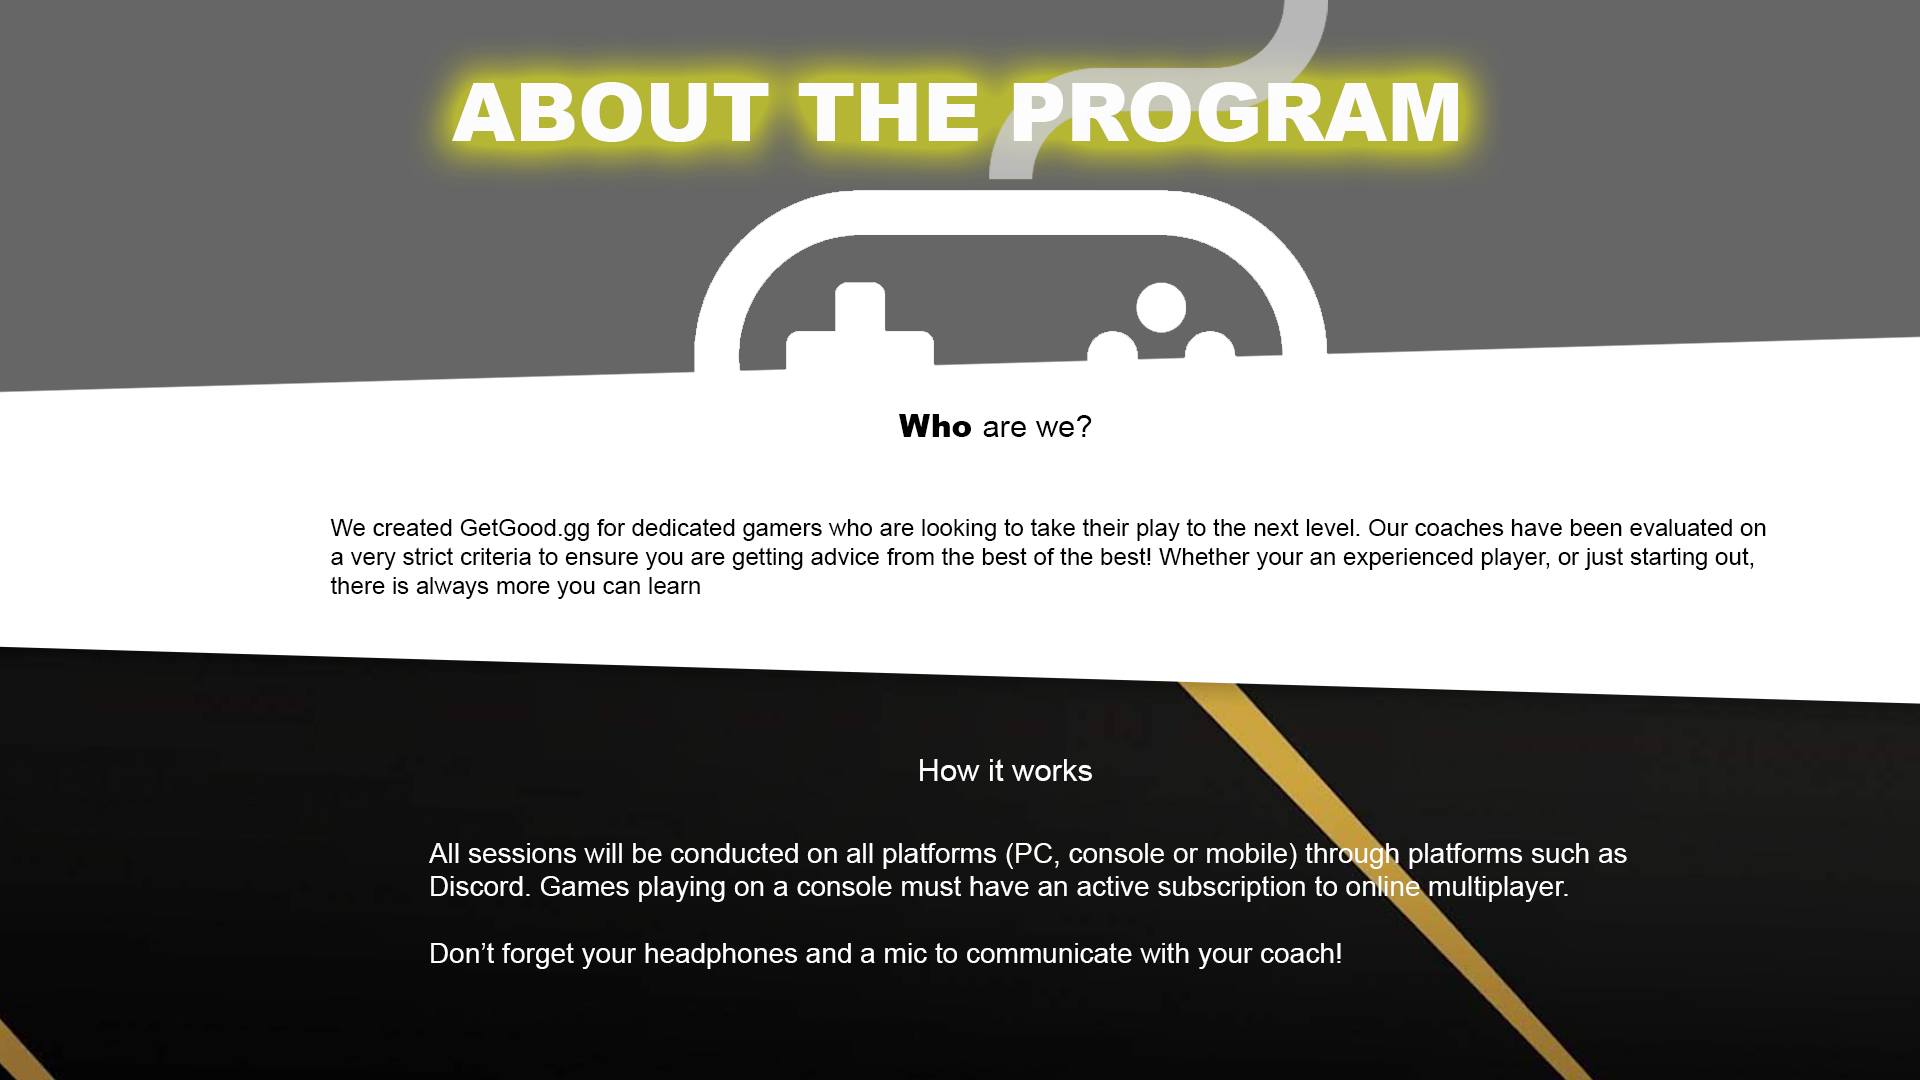 ABOUT THE PROGRAM
Who are we?
We created GetGood.gg for dedicated gamers who are looking to take their play to the next level. Our coaches have been evaluated on
a very strict criteria to ensure you are getting advice from the best of the best! Whether your an experienced player, or just starting out,
there is always more you can learn
How it works
All sessions will be conducted on all platforms (PC, console or mobile) through platforms such as
Discord. Games playing on a console must have an active subscription to online multiplayer.
Don’t forget your headphones and a mic to communicate with your coach!